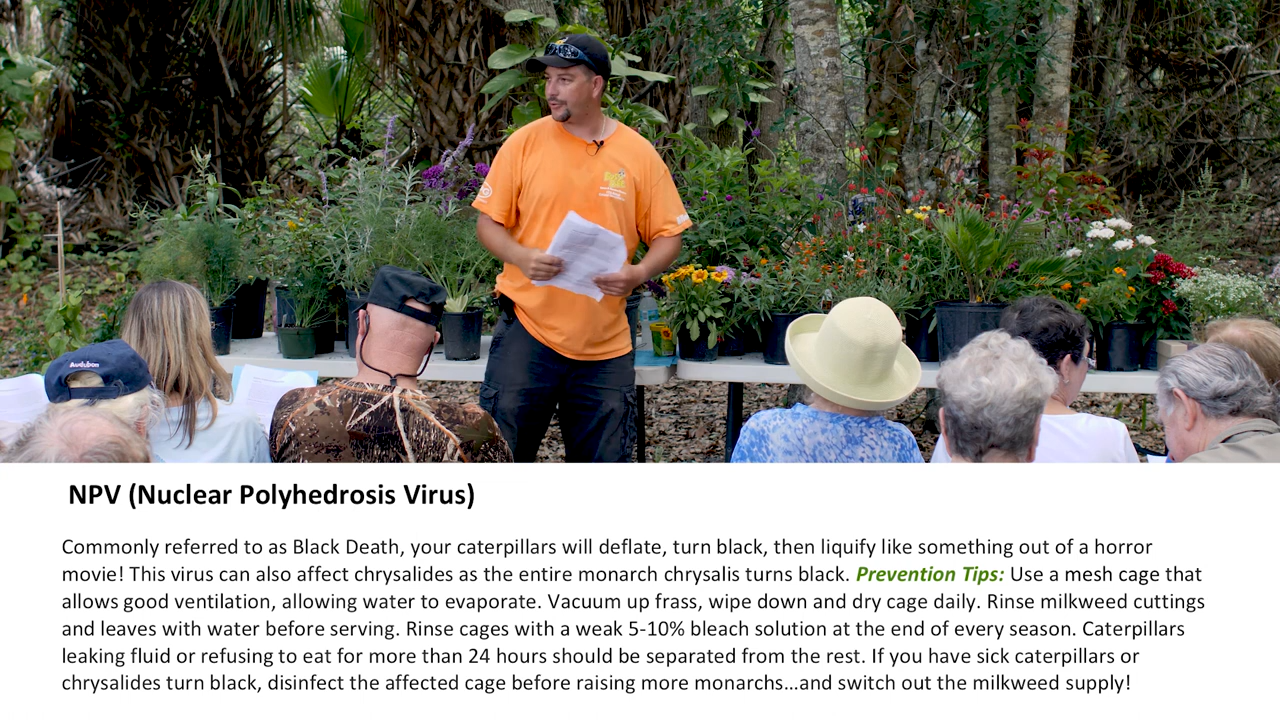 Audubon
NPV (Nuclear Polyhedrosis Virus)
Commonly referred to as Black Death, your caterpillars will deflate, turn black, then liquify like something out of a horror
movie! This virus can also affect chrysalides as the entire monarch chrysalis turns black. Prevention Tips: Use a mesh cage that
allows good ventilation, allowing water to evaporate. Vacuum up frass, wipe down and dry cage daily. Rinse milkweed cuttings
and leaves with water before serving. Rinse cages with a weak 5-10% bleach solution at the end of every season. Caterpillars
leaking fluid or refusing to eat for more than 24 hours should be separated from the rest. If you have sick caterpillars or
chrysalides turn black, disinfect the affected cage before raising more monarchs…and switch out the milkweed supply!